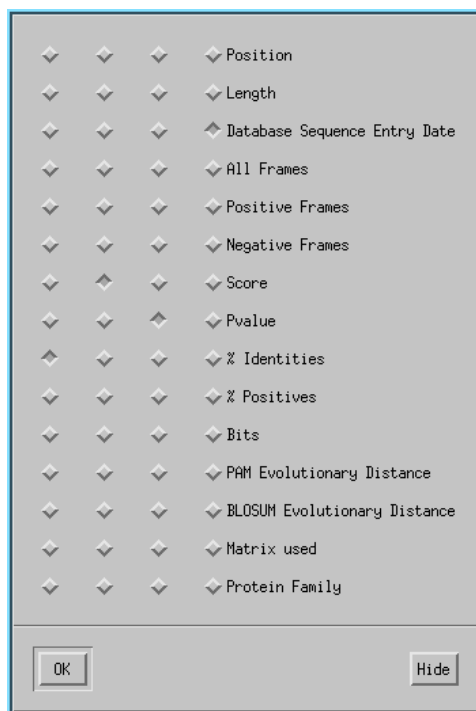 Position
Length
Database Sequence Entry Date
All Frames
Positive Frames
Negative Frames
Score
Pvalue
% Identities
% Positives
Bits
PAM Evolutionary Distance
BLOSUM Evolutionary Distance
Matrix used
Protein Family
OK Hide